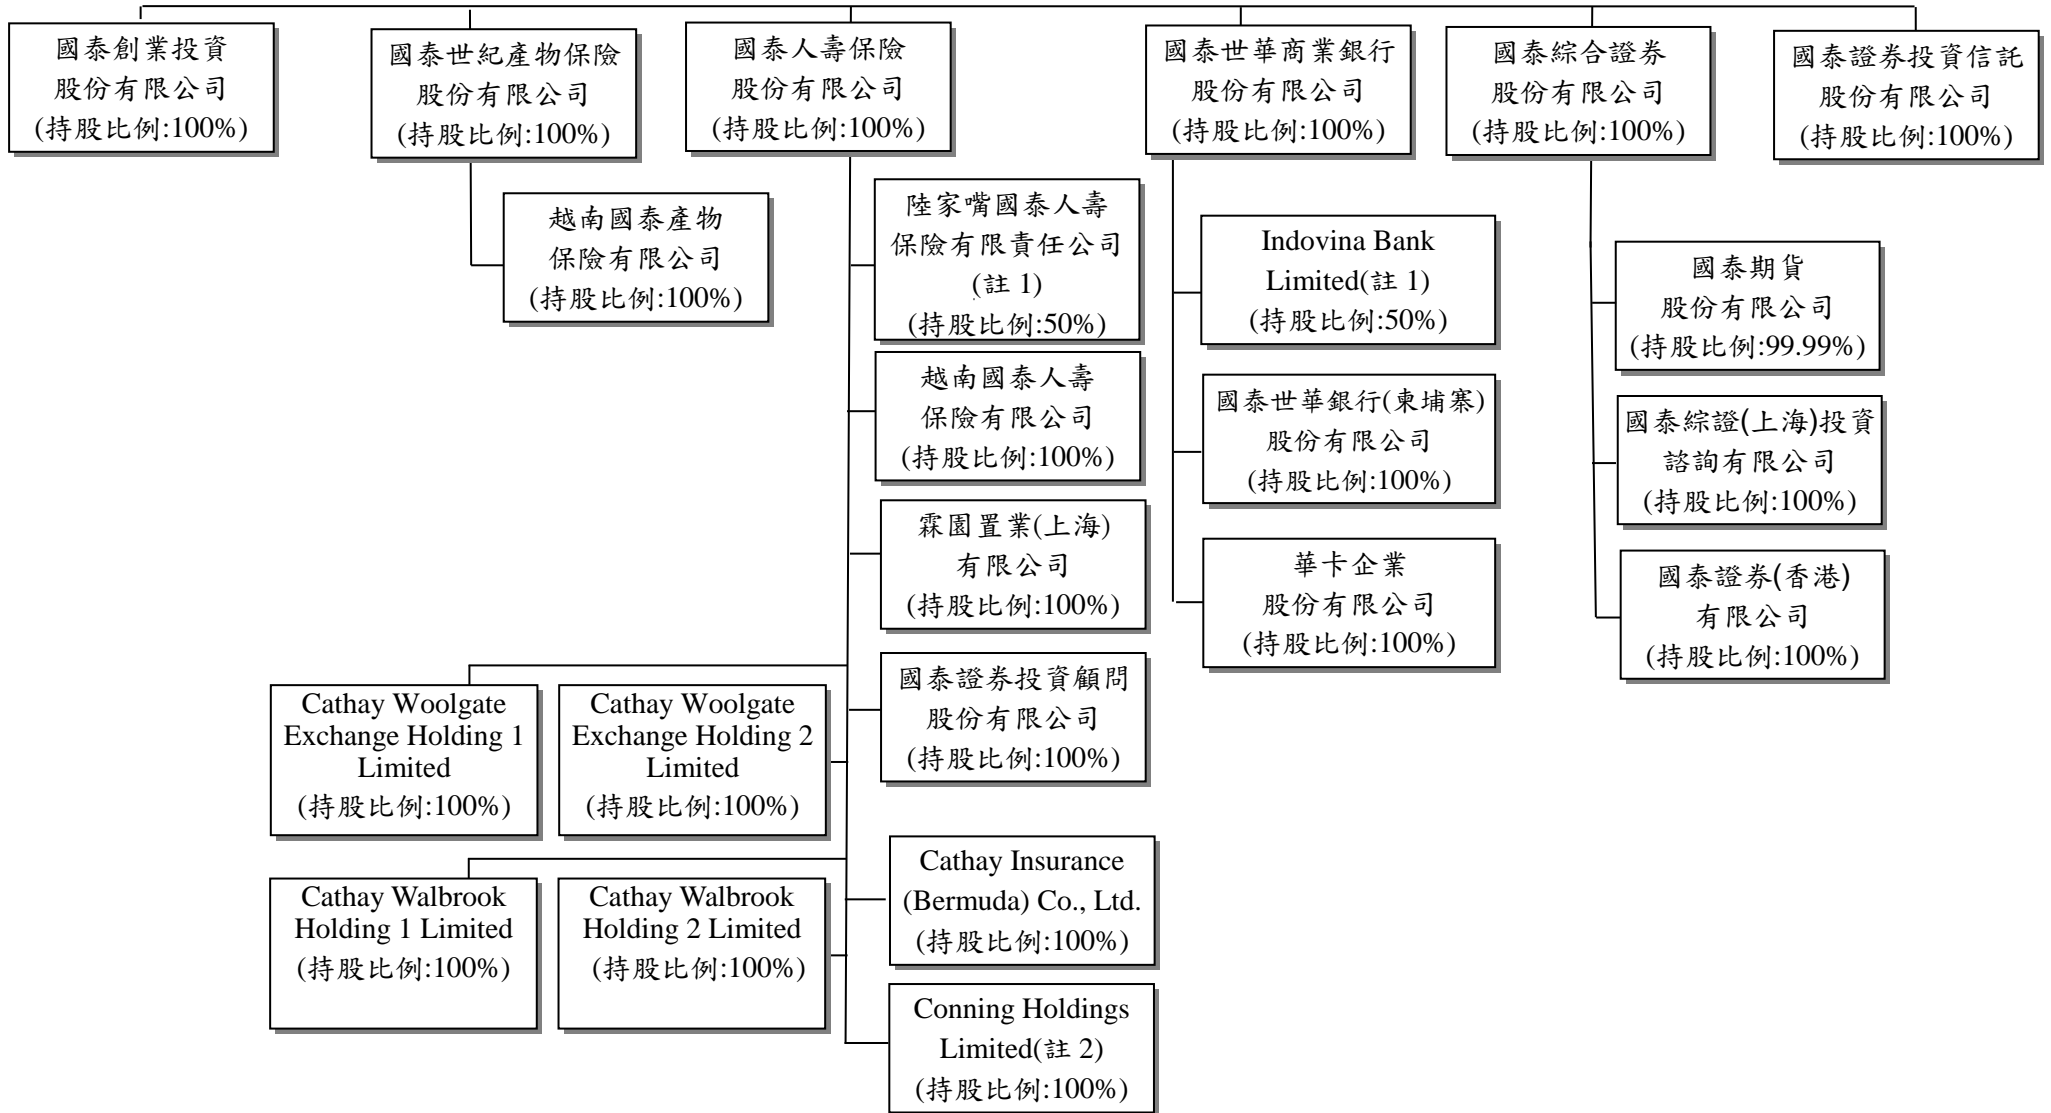 國泰創業投資
股份有限公司
(持股比例:100%)
國泰世紀產物保險
股份有限公司
(持股比例:100%)
國泰人壽保險
股份有限公司
(持股比例:100%)
國泰世華商業銀行
股份有限公司
(持股比例:100%)
國泰綜合證券
股份有限公司
(持股比例:100%)
國泰證券投資信託
股份有限公司
(持股比例:100%)
越南國泰產物
保險有限公司
(持股比例:100%)
陸家嘴國泰人壽
保險有限責任公司
(註 1)
(持股比例:50%)
越南國泰人壽
保險有限公司
(持股比例:100%)
霖園置業(上海)
有限公司
(持股比例:100%)
國泰證券投資顧問
股份有限公司
(持股比例:100%)
Cathay Woolgate
Exchange Holding 1
Limited
(持股比例:100%)
Cathay Woolgate
Exchange Holding 2
Limited
(持股比例:100%)
Cathay Walbrook
Holding 1 Limited
(持股比例:100%)
Cathay Walbrook
Holding 2 Limited
(持股比例:100%)
Cathay Insurance
(Bermuda) Co., Ltd.
(持股比例:100%)
Conning Holdings
Limited(註 2)
(持股比例:100%)
Indovina Bank
Limited(註 1)
(持股比例:50%)
國泰世華銀行(柬埔寨)
股份有限公司
(持股比例:100%)
華卡企業
股份有限公司
(持股比例:100%)
國泰期貨
股份有限公司
(持股比例:99.99%)
國泰綜證(上海)投資
諮詢有限公司
(持股比例:100%)
國泰證券(香港)
有限公司
(持股比例:100%)